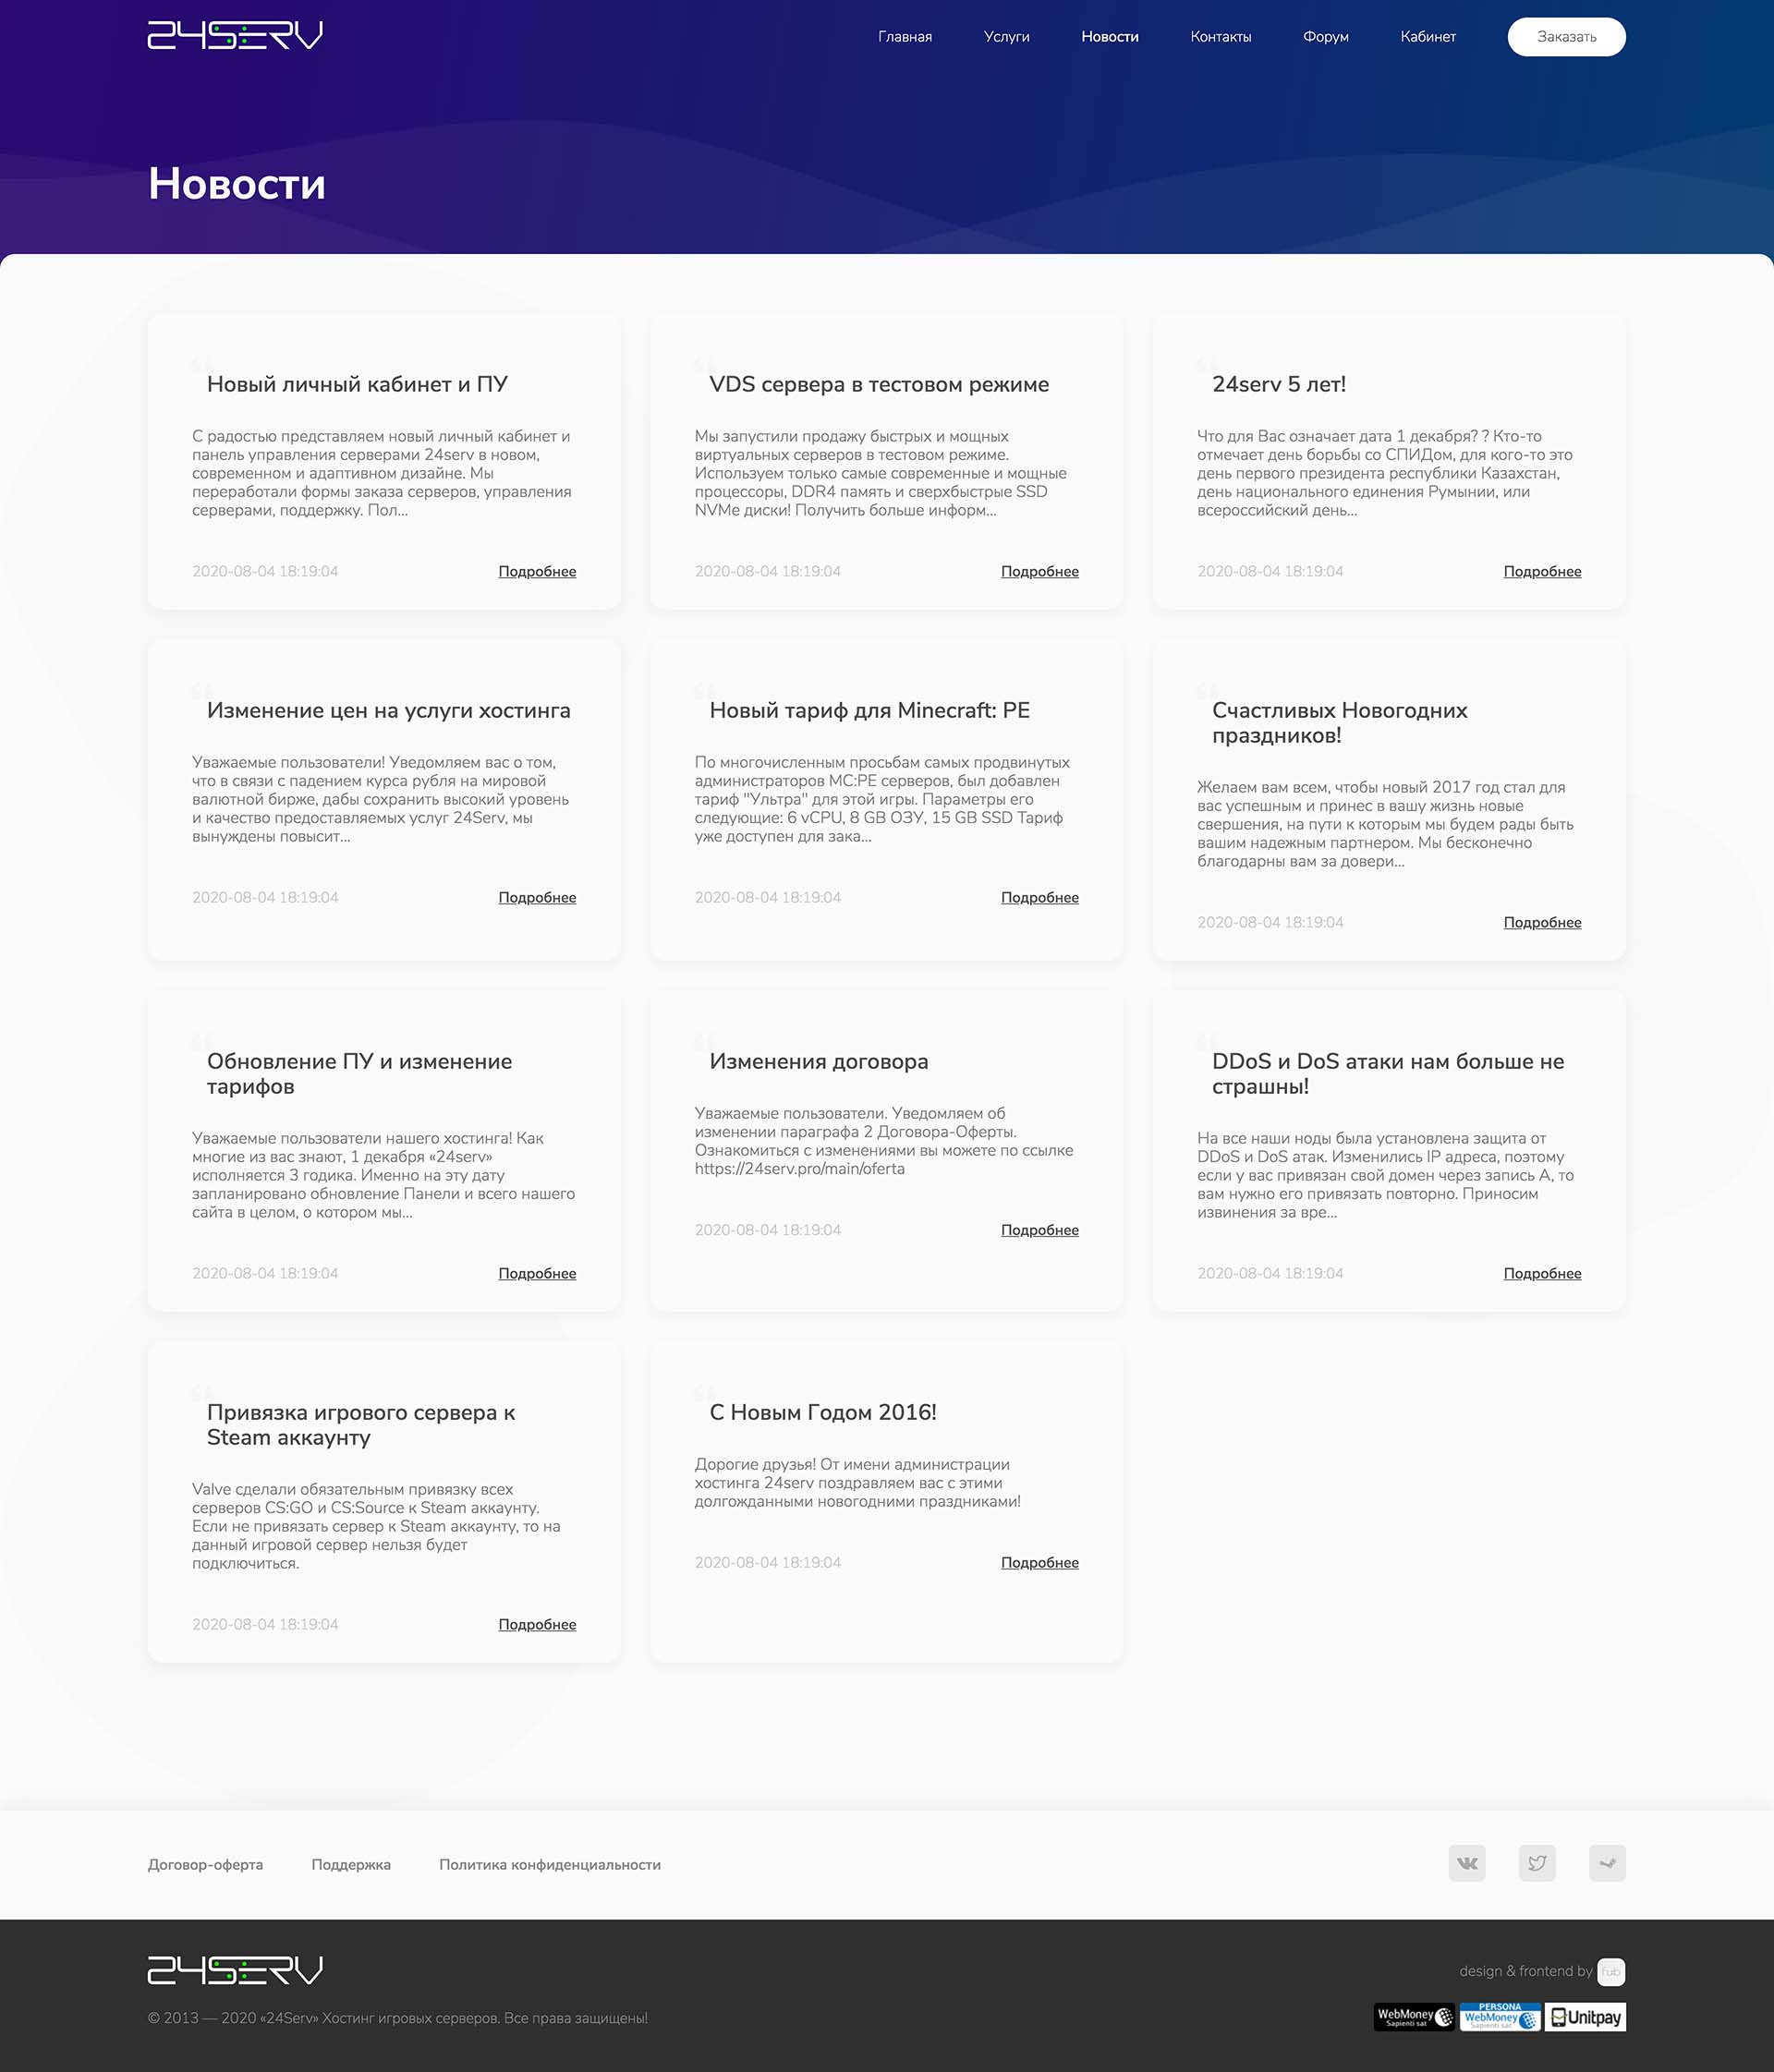 24SERV
Главная
Услуги
Новости
Контакты
Форум
Кабинет
Заказать
Новости
Новый личный кабинет и ПУ
С радостью представляем новый личный кабинет и
панель управления серверами 24serv в новом,
современном и адаптивном дизайне. Мы
переработали формы заказа серверов, управления
серверами, поддержку. Пол...
2020-08-04 18:19:04
Подробнее
VDS сервера в тестовом режиме
Мы запустили продажу быстрых и мощных
виртуальных серверов в тестовом режиме.
Используем только самые современные и мощные
процессоры, DDR4 память и сверхбыстрые SSD
NVMe диски! Получить больше информ...
2020-08-04 18:19:04
Подробнее
24serv 5 лет!
Что для Вас означает дата 1 декабря? ? Кто-то
отмечает день борьбы со СПИДом, для кого-то это
день первого президента республики Казахстан,
день национального единения Румынии, или
всероссийский день...
2020-08-04 18:19:04
Подробнее
Изменение цен на услуги хостинга
Уважаемые пользователи! Уведомляем вас о том,
что в связи с падением курса рубля на мировой
валютной бирже, дабы сохранить высокий уровень
и качество предоставляемых услуг 24Serv, мы
вынуждены повысит...
2020-08-04 18:19:04
Подробнее
Новый тариф для Minecraft: PE
По многочисленным просьбам самых продвинутых
администраторов MC:PE серверов, был добавлен
тариф "Ультра" для этой игры. Параметры его
следующие: 6 vCPU, 8 GB ОЗУ, 15 GB SSD Тариф
уже доступен для зака...
2020-08-04 18:19:04
Подробнее
Счастливых Новогодних
праздников!
Желаем вам всем, чтобы новый 2017 год стал для
вас успешным и принес в вашу жизнь новые
свершения, на пути к которым мы будем рады быть
вашим надежным партнером. Мы бесконечно
благодарны вам за довери...
2020-08-04 18:19:04
Подробнее
Обновление ПУ и изменение
тарифов
Уважаемые пользователи нашего хостинга! Как
многие из вас знают, 1 декабря «24serv»
исполняется 3 годика. Именно на эту дату
запланировано обновление Панели и всего нашего
сайта в целом, о котором мы...
2020-08-04 18:19:04
Подробнее
Изменения договора
Уважаемые пользователи. Уведомляем об
изменении параграфа 2 Договора-Оферты.
Ознакомиться с изменениями вы можете по ссылке
https://24serv.pro/main/oferta
2020-08-04 18:19:04
Подробнее
DDoS и DoS атаки нам больше не
страшны!
На все наши ноды была установлена защита от
DDoS и DoS атак. Изменились IP адреса, поэтому
если у вас привязан свой домен через запись А, то
вам нужно его привязать повторно. Приносим
извинения за вре...
2020-08-04 18:19:04
Подробнее
Привязка игрового сервера к
Steam аккаунту
Valve сделали обязательным привязку всех
серверов CS:GO и CS:Source к Steam аккаунту.
Если не привязать сервер к Steam аккаунту, то на
данный игровой сервер нельзя будет
подключиться.
2020-08-04 18:19:04
Подробнее
С Новым Годом 2016!
Дорогие друзья! От имени администрации
хостинга 24serv поздравляем вас с этими
долгожданными новогодними праздниками!
2020-08-04 18:19:04
Подробнее
Договор-оферта
Поддержка
Политика конфиденциальности
24SERV
design & frontend by fub
© 2013 — 2020 «24Serv» Хостинг игровых серверов. Все права защищены!
WebMoney
Sapienti sat
PERSONA
WebMoney
Sapienti sat
Unitpay